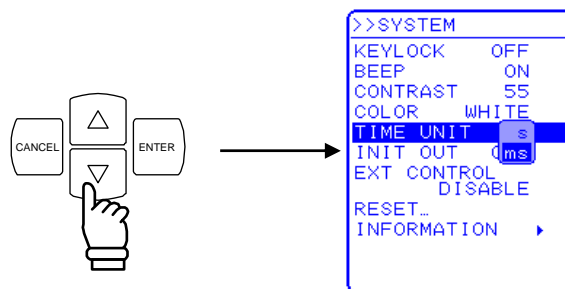 CANCEL
ENTER
>>SYSTEM
KEYLOCK OFF
BEEP ON
CONTRAST 55
COLOR WHITE
TIME UNIT s
INIT OUT ms
EXT CONTROL
DISABLE
RESET…
INFORMATION